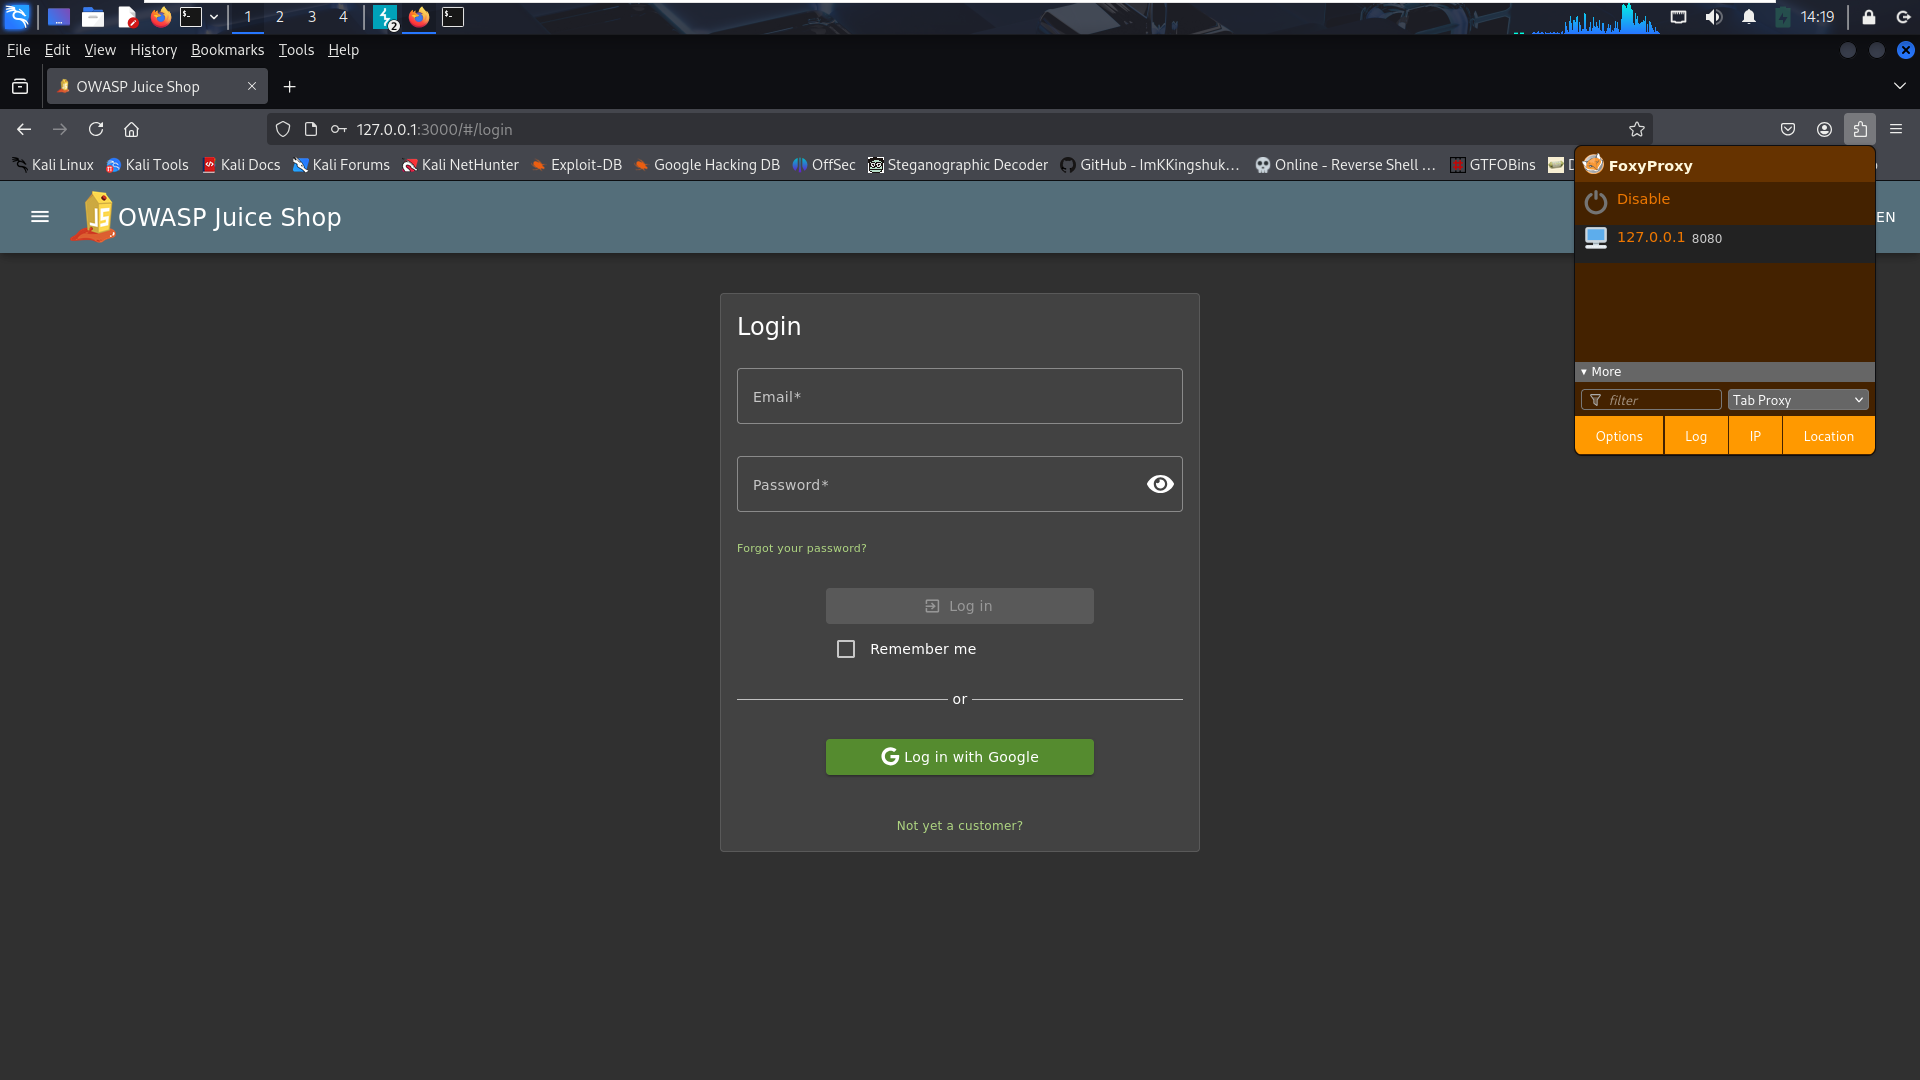 1 2 3 4 2 14:19
File Edit View History Bookmarks Tools Help
OWASP Juice Shop
127.0.0.1:3000/#/login
Kali Linux Kali Tools Kali Docs Kali Forums Kali NetHunter Exploit-DB Google Hacking DB OffSec Steganographic Decoder GitHub - ImKKingshuk… Online - Reverse Shell … GTFOBins
OWASP Juice Shop EN
FoxyProxy
Disable
127.0.0.1 8080
More
filter Tab Proxy
Options Log IP Location
Login
Email*
Password*
Forgot your password?
Log in
Remember me
or
G Log in with Google
Not yet a customer?